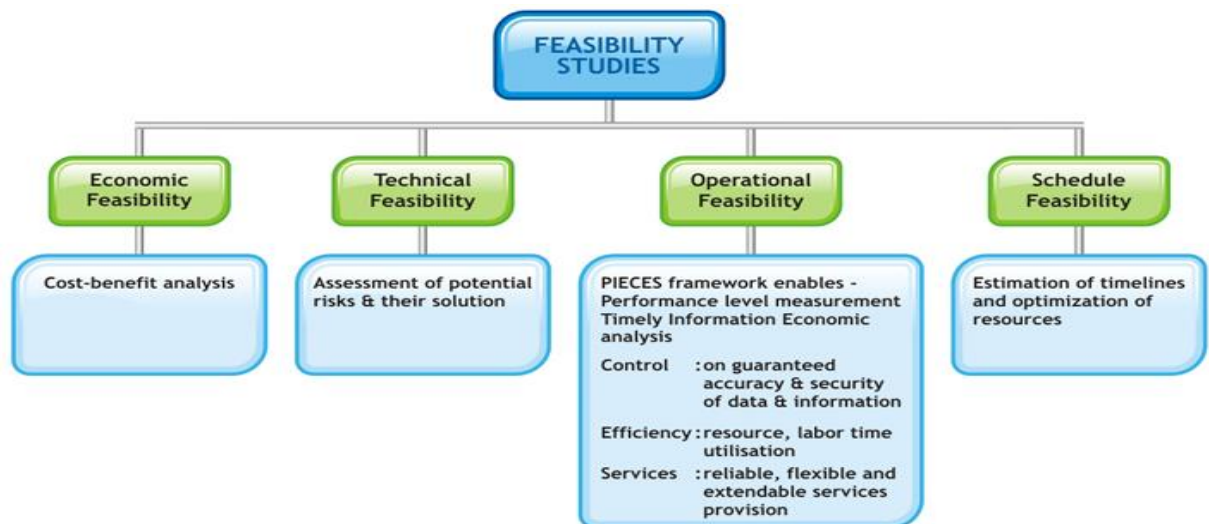 FEASIBILITY
STUDIES
Economic
Feasibility
Cost-benefit analysis
Technical
Feasibility
Assessment of potential
risks & their solution
Operational
Feasibility
PIECES framework enables -
Performance level measurement
Timely Information Economic
analysis
Control : on guaranteed
accuracy & security
of data & information
Efficiency : resource, labor time
utilisation
Services : reliable, flexible and
extendable services
provision
Schedule
Feasibility
Estimation of timelines
and optimization of
resources